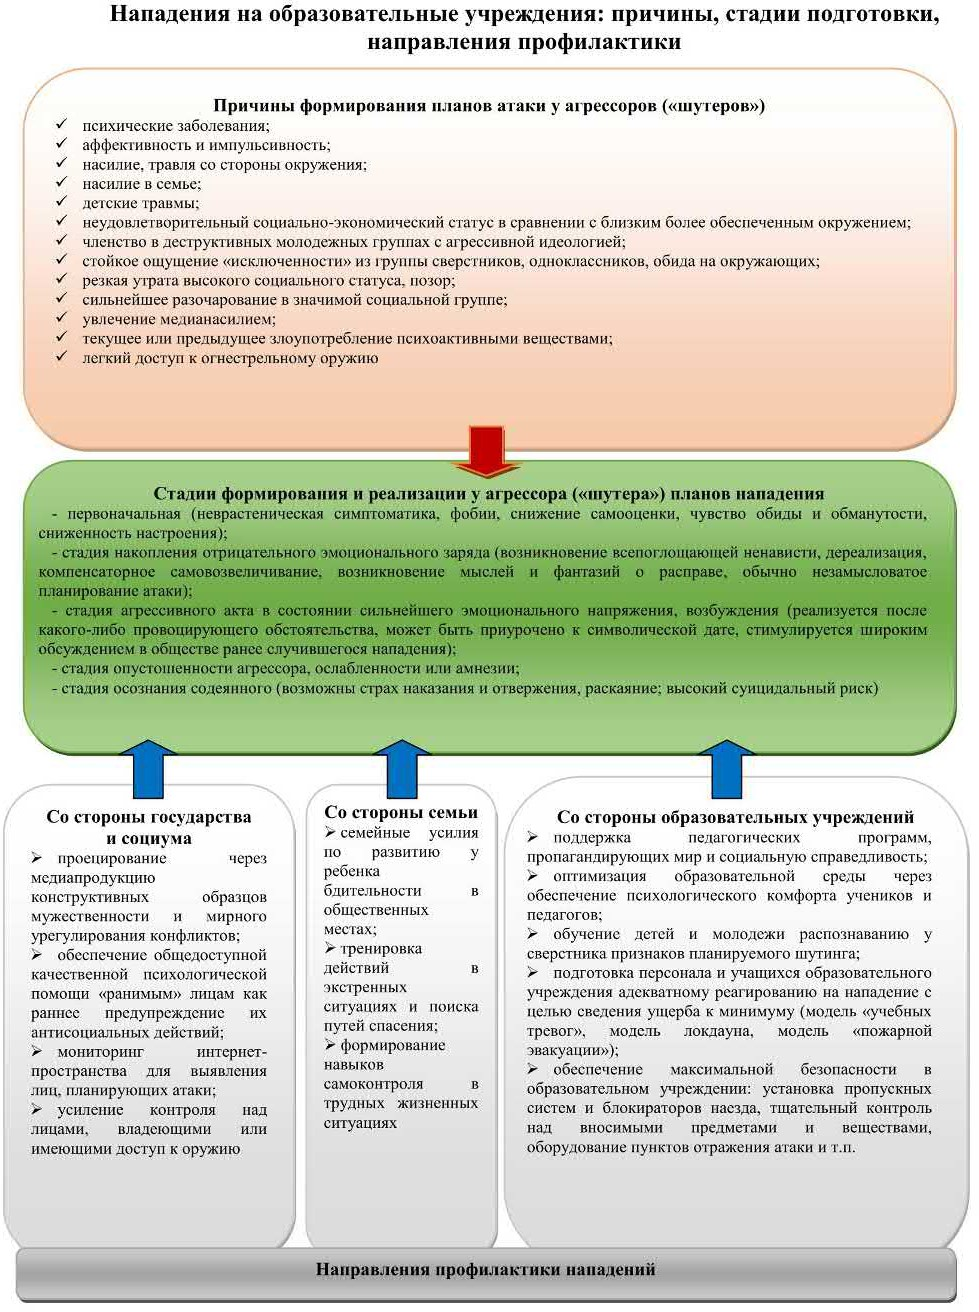 Нападения на образовательные учреждения: причины, стадии подготовки,
направления профилактики
Причины формирования планов атаки у агрессоров («шутеров»)
✓ психические заболевания;
✓ аффективность и импульсивность;
✓ насилие, травля со стороны окружения;
✓ насилие в семье;
✓ детские травмы;
✓ неудовлетворительный социально-экономический статус в сравнении с близким более обеспеченным окружением;
✓ членство в деструктивных молодежных группах с агрессивной идеологией;
✓ стойкое ощущение «исключенности» из группы сверстников, одноклассников, обида на окружающих;
✓ резкая утрата высокого социального статуса, позор;
✓ сильнейшее разочарование в значимой социальной группе;
✓ увлечение медианасилием;
✓ текущее или предыдущее злоупотребление психоактивными веществами;
✓ легкий доступ к огнестрельному оружию
Стадии формирования и реализации у агрессора («шутера») планов нападения
- первоначальная (неврастеническая симптоматика, фобии, снижение самооценки, чувство обиды и обманутости,
сниженность настроения);
- стадия накопления отрицательного эмоционального заряда (возникновение всепоглощающей ненависти, дереализация,
компенсаторное самовозвеличивание, возникновение мыслей и фантазий о расправе, обычно незамысловатое
планирование атаки);
- стадия агрессивного акта в состоянии сильнейшего эмоционального напряжения, возбуждения (реализуется после
какого-либо провоцирующего обстоятельства, может быть приурочено к символической дате, стимулируется широким
обсуждением в обществе ранее случившегося нападения);
- стадия опустошенности агрессора, ослабленности или амнезии;
- стадия осознания содеянного (возможны страх наказания и отвержения, раскаяние; высокий суицидальный риск)
Со стороны государства
и социума
➢ проецирование через
медиапродукцию
конструктивных образцов
мужественности и мирного
урегулирования конфликтов;
➢ обеспечение общедоступной
качественной психологической
помощи «ранимым» лицам как
раннее предупреждение их
антисоциальных действий;
➢ мониторинг интернет-
пространства для выявления
лиц, планирующих атаки;
➢ усиление контроля над
лицами, владеющими или
имеющими доступ к оружию
Со стороны семьи
➢ семейные усилия
по развитию у
ребенка
бдительности в
общественных
местах;
➢ тренировка
действий в
экстренных
ситуациях и поиска
путей спасения;
➢ формирование
навыков
самоконтроля в
трудных жизненных
ситуациях
Со стороны образовательных учреждений
➢ поддержка педагогических программ,
пропагандирующих мир и социальную справедливость;
➢ оптимизация образовательной среды через
обеспечение психологического комфорта учеников и
педагогов;
➢ обучение детей и молодежи распознаванию у
сверстника признаков планируемого шутинга;
➢ подготовка персонала и учащихся образовательного
учреждения адекватному реагированию на нападение с
целью сведения ущерба к минимуму (модель «учебных
тревог», модель локдауна, модель «пожарной
эвакуации»);
➢ обеспечение максимальной безопасности в
образовательном учреждении: установка пропускных
систем и блокираторов наезда, тщательный контроль
над вносимыми предметами и веществами,
оборудование пунктов отражения атаки и т.п.
Направления профилактики нападений